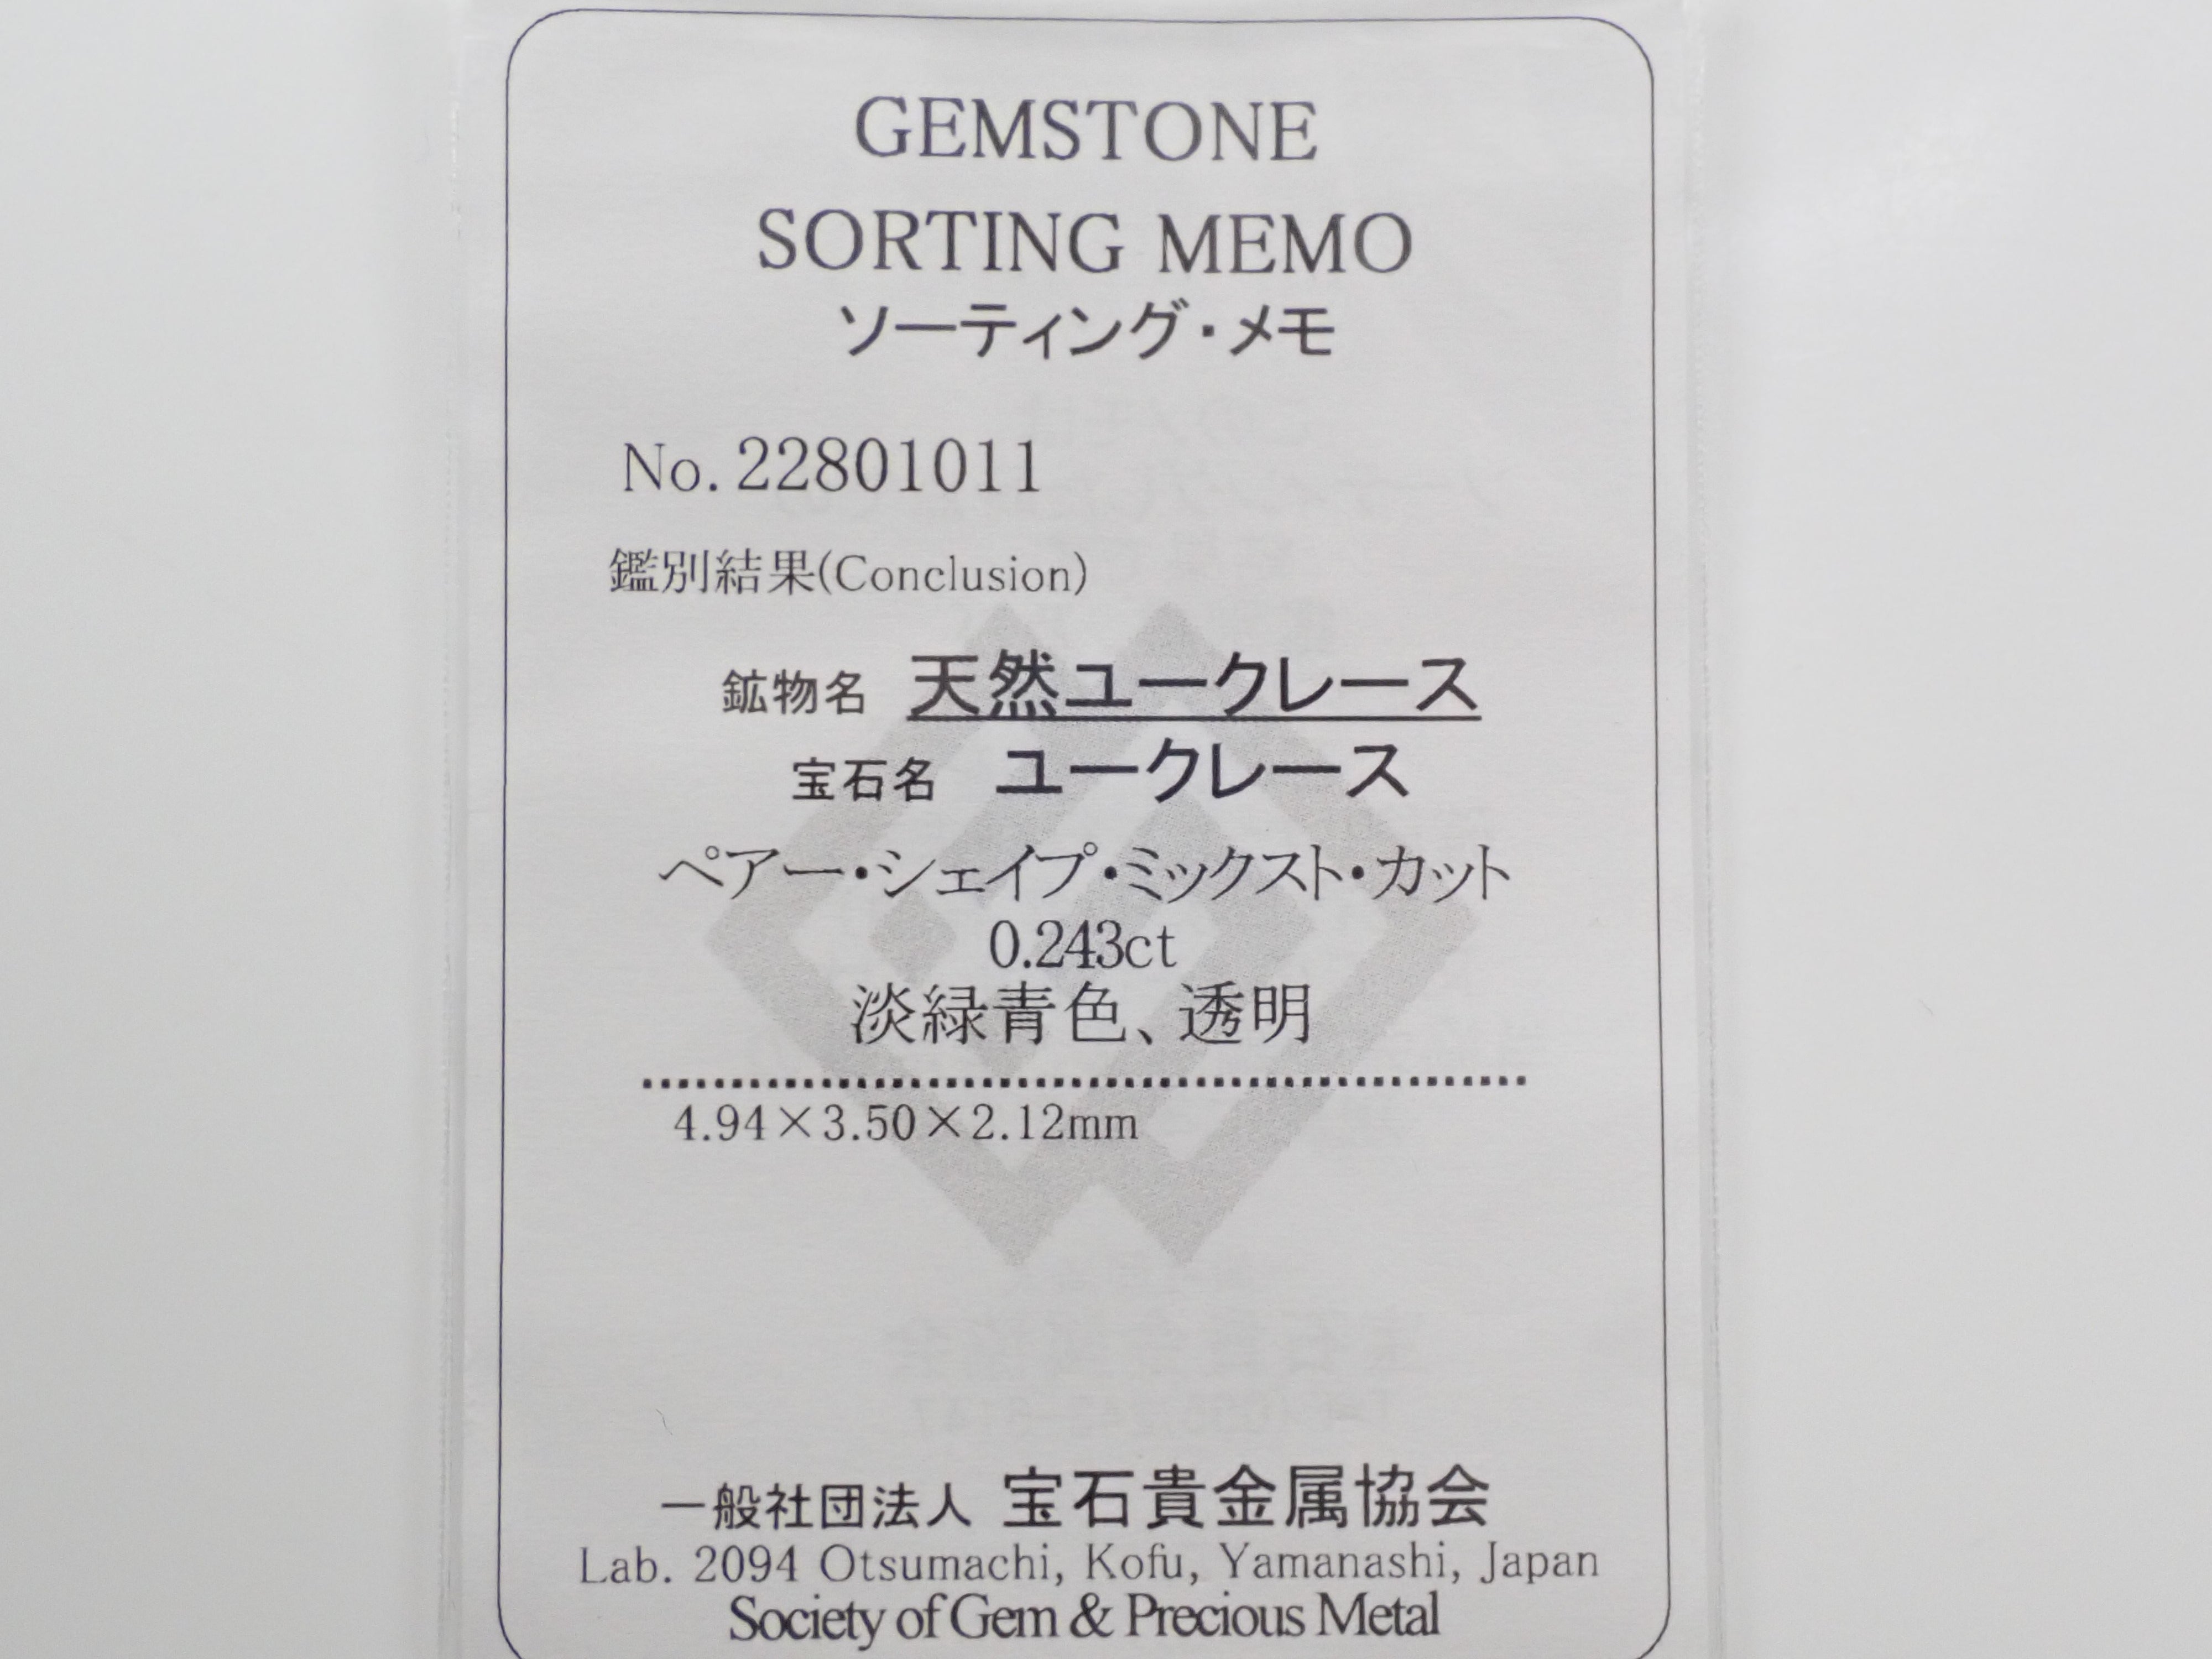 GEMSTONE
SORTING MEMO
ソーティング・メモ
No. 22801011
鑑別結果(Conclusion)
鉱物名 天然ユークレース
宝石名 ユークレース
ペアー・シェイプ・ミックスト・カット
0.243ct
淡緑青色、透明
4.94×3.50×2.12mm
一般社団法人 宝石貴金属協会
Lab. 2094 Otsumachi, Kofu, Yamanashi, Japan
Society of Gem & Precious Metal